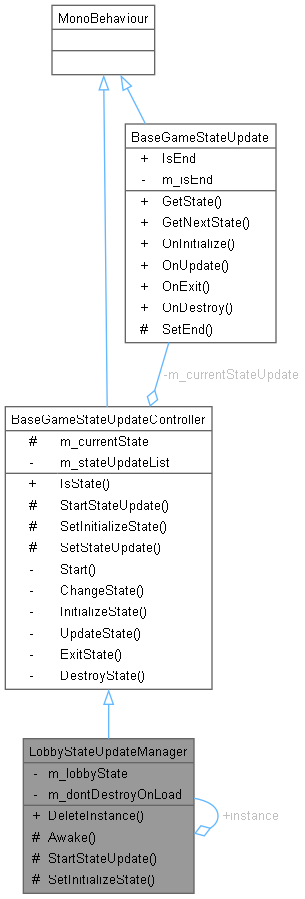 MonoBehaviour
BaseGameStateUpdate
+ IsEnd
- m_isEnd
+ GetState()
+ GetNextState()
+ OnInitialize()
+ OnUpdate()
+ OnExit()
+ OnDestroy()
# SetEnd()
-m_currentStateUpdate
BaseGameStateUpdateController
# m_currentState
- m_stateUpdateList
+ IsState()
# StartStateUpdate()
# SetInitializeState()
# SetStateUpdate()
- Start()
- ChangeState()
- InitializeState()
- UpdateState()
- ExitState()
- DestroyState()
LobbyStateUpdateManager
- m_lobbyState
- m_dontDestroyOnLoad
+ DeleteInstance()
# Awake()
# StartStateUpdate()
# SetInitializeState()
+instance